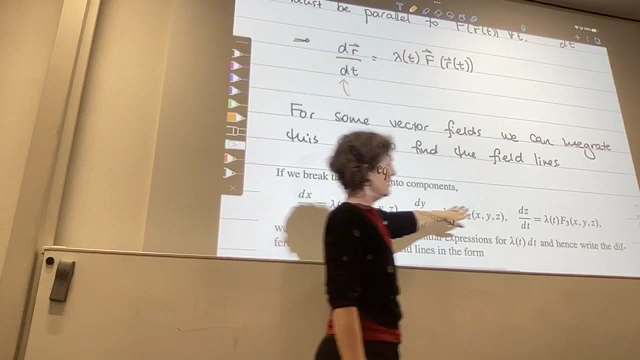 must be parallel to F(r(t)) ∀t. dt
⇒ dr⃗/dt = λ(t) F⃗(r⃗(t))
For some vector fields we can integrate
this find the field lines
If we break into components,
dx λ dy (x, y, z), dz/dt = λ(t)F₃(x, y, z),
expressions for λ(t) dt and hence write the dif-
lines in the form